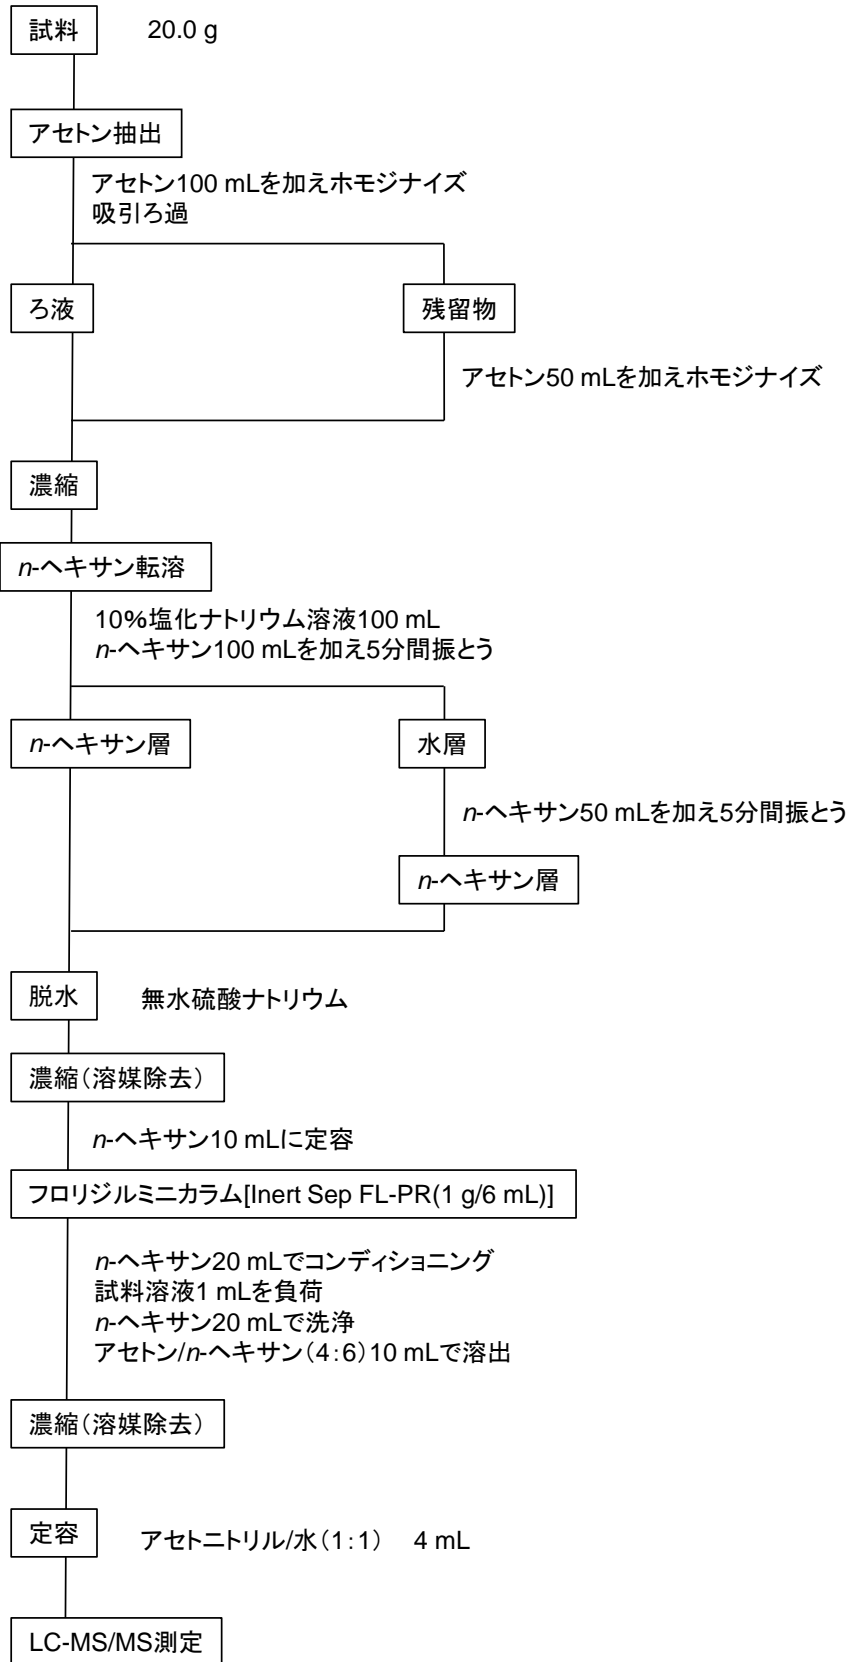 試料
20.0 g
アセトン抽出
アセトン100 mLを加えホモジナイズ
吸引ろ過
ろ液
残留物
アセトン50 mLを加えホモジナイズ
濃縮
n-ヘキサン転溶
10%塩化ナトリウム溶液100 mL
n-ヘキサン100 mLを加え5分間振とう
n-ヘキサン層
水層
n-ヘキサン50 mLを加え5分間振とう
n-ヘキサン層
脱水
無水硫酸ナトリウム
濃縮(溶媒除去)
n-ヘキサン10 mLに定容
フロリジルミニカラム[Inert Sep FL-PR(1 g/6 mL)]
n-ヘキサン20 mLでコンディショニング
試料溶液1 mLを負荷
n-ヘキサン20 mLで洗浄
アセトン/n-ヘキサン(4:6)10 mLで溶出
濃縮(溶媒除去)
定容
アセトニトリル/水(1:1) 4 mL
LC-MS/MS測定